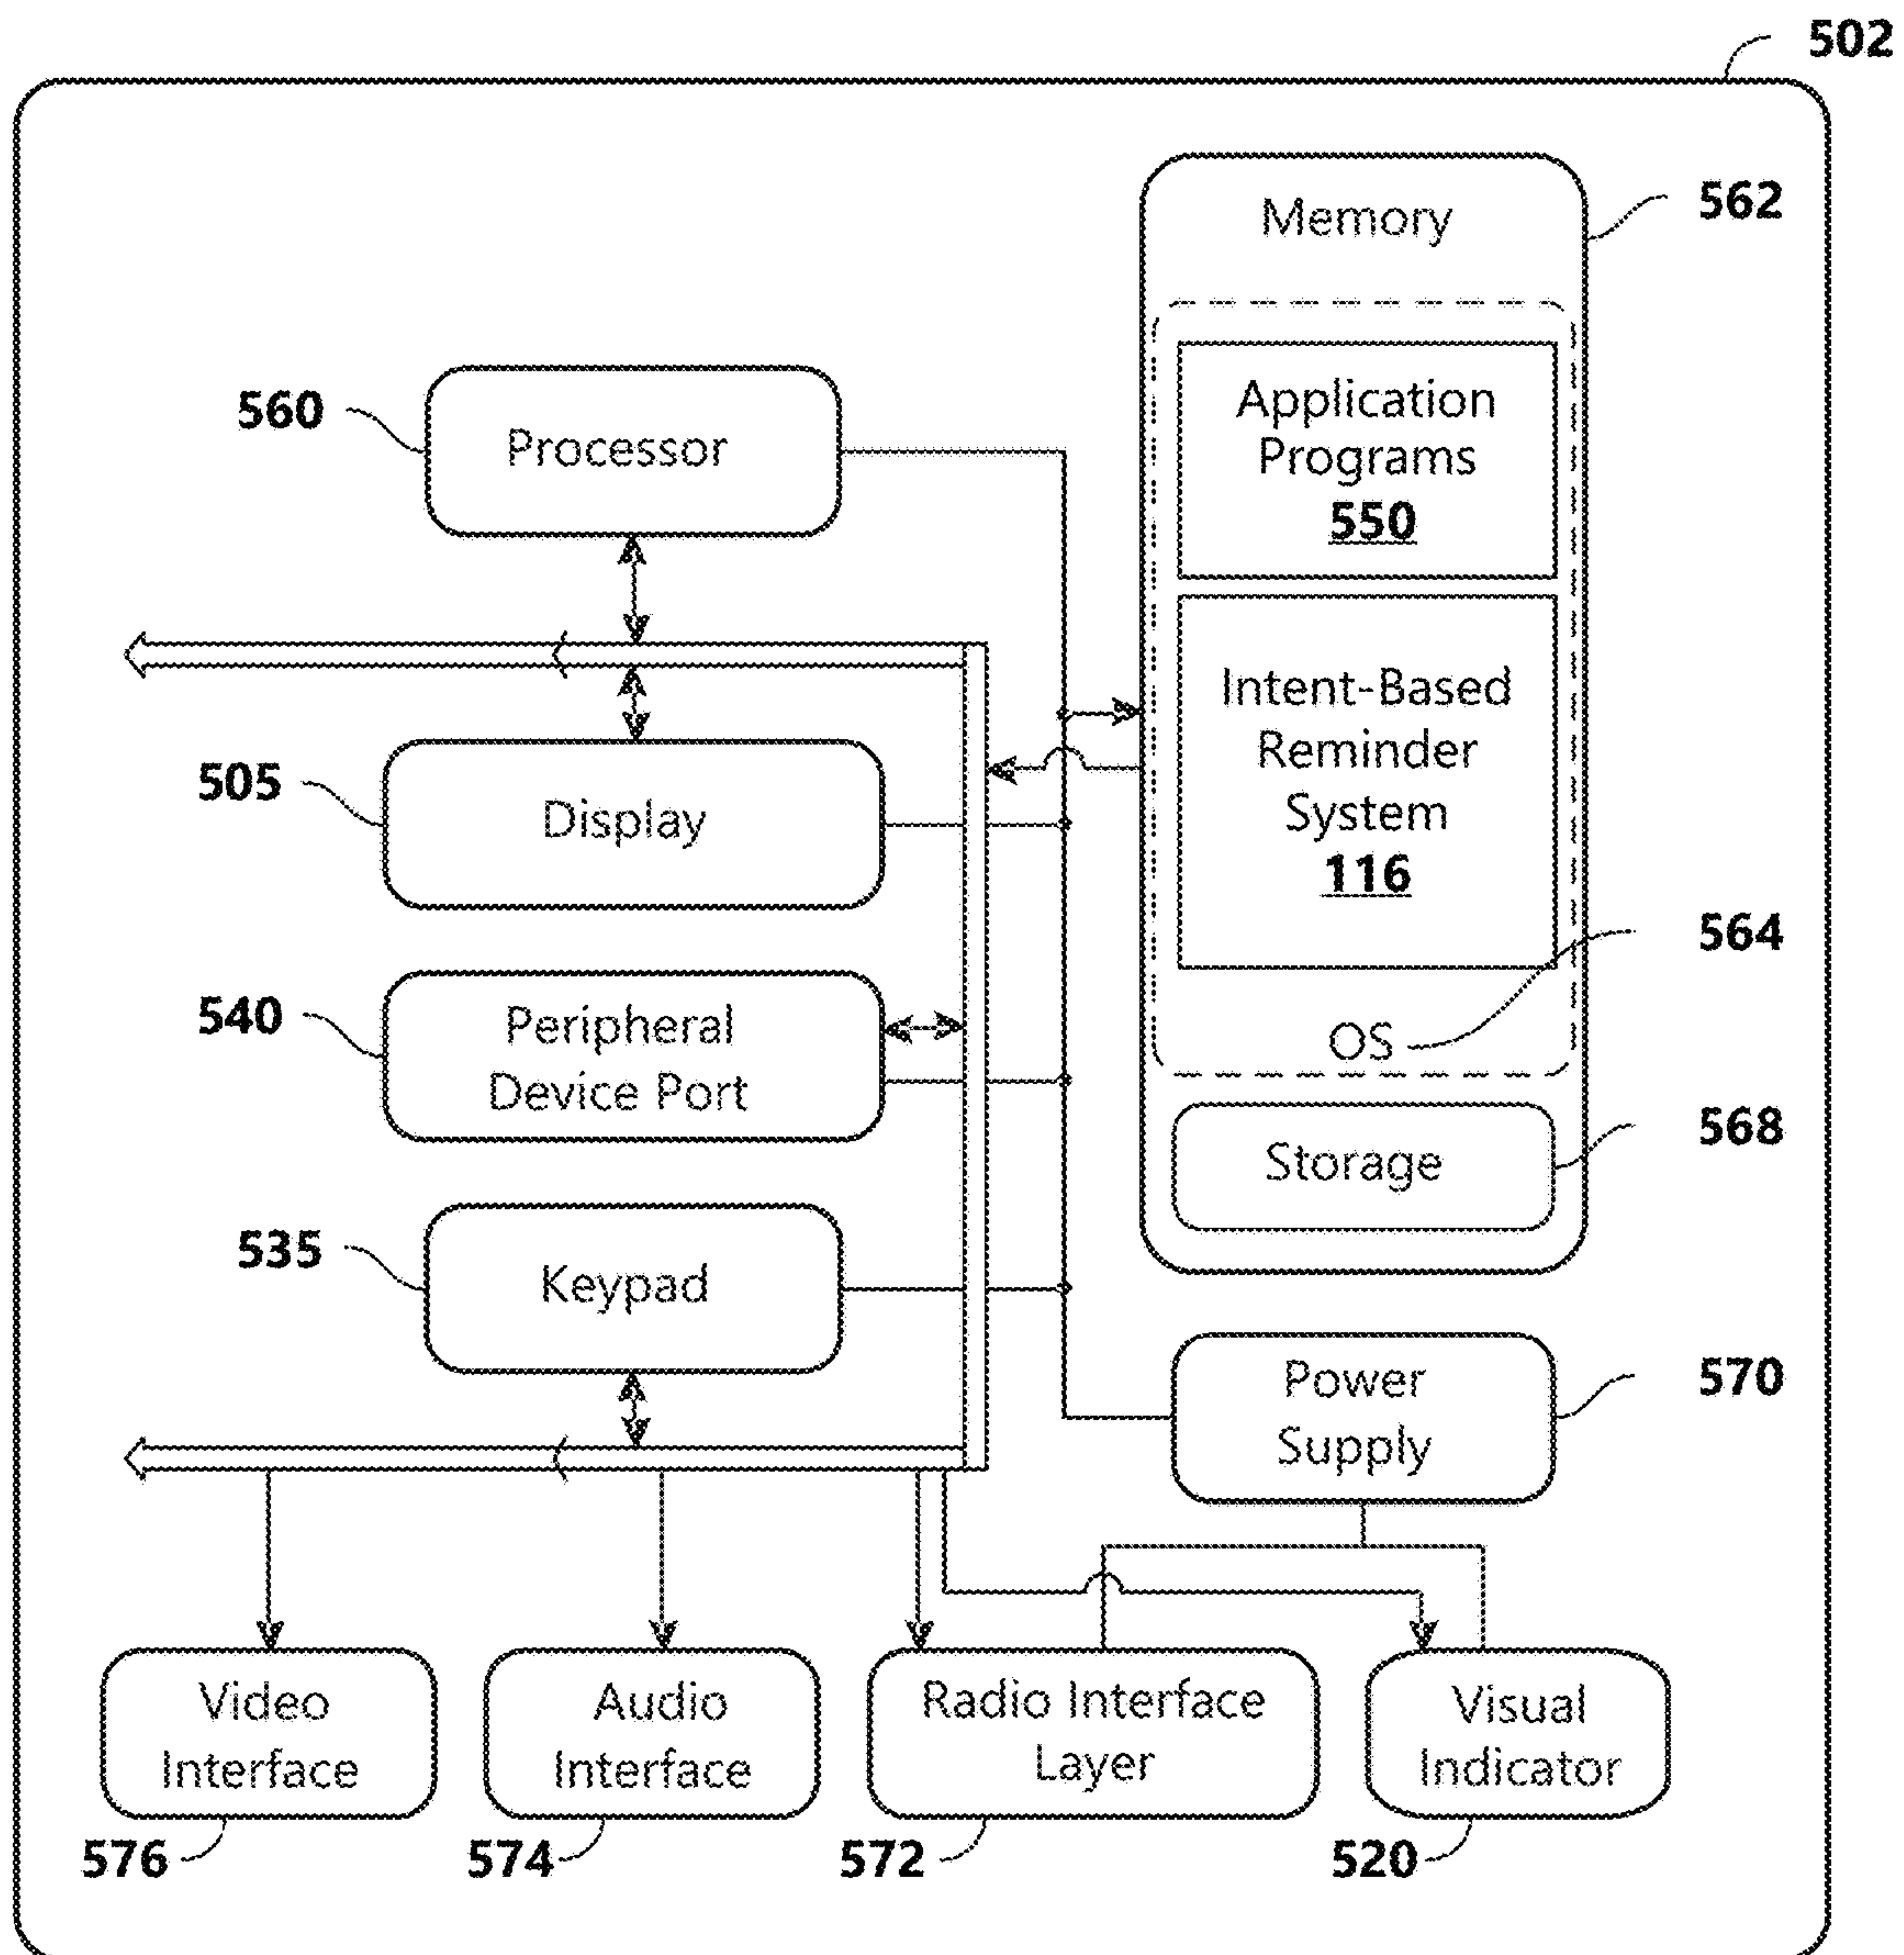 502
Memory
562
Application
Programs
550
560
Processor
Intent-Based
Reminder
System
116
505
Display
564
540
Peripheral
Device Port
OS
568
Storage
535
Keypad
Power
Supply
570
Video
Interface
Audio
Interface
Radio Interface
Layer
Visual
Indicator
576
574
572
520